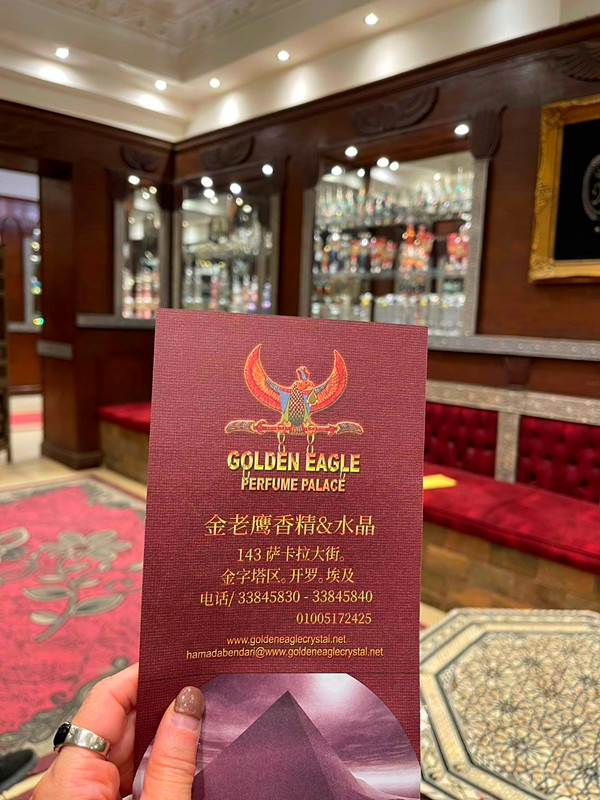 GOLDEN EAGLE
PERFUME PALACE
金老鹰香精&水晶
143 萨卡拉大街。
金字塔区。开罗。埃及
电话/ 33845830 - 33845840
01005172425
www.goldeneaglecrystal.net
hamadabendari@www.goldeneaglecrystal.net